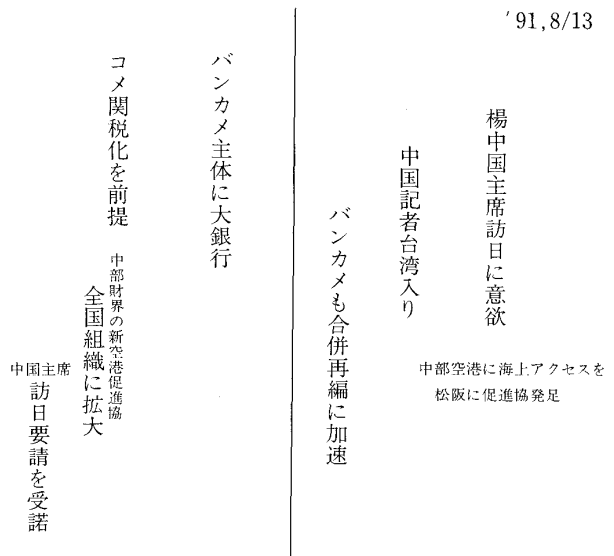 '91,8/13
楊中国主席訪日に意欲
中部空港に海上アクセスを
松阪に促進協発足
中国記者台湾入り
バンカメも合併再編に加速
バンカメ主体に大銀行
コメ関税化を前提
中部財界の新空港促進協
全国組織に拡大
中国主席
訪日要請を受諾